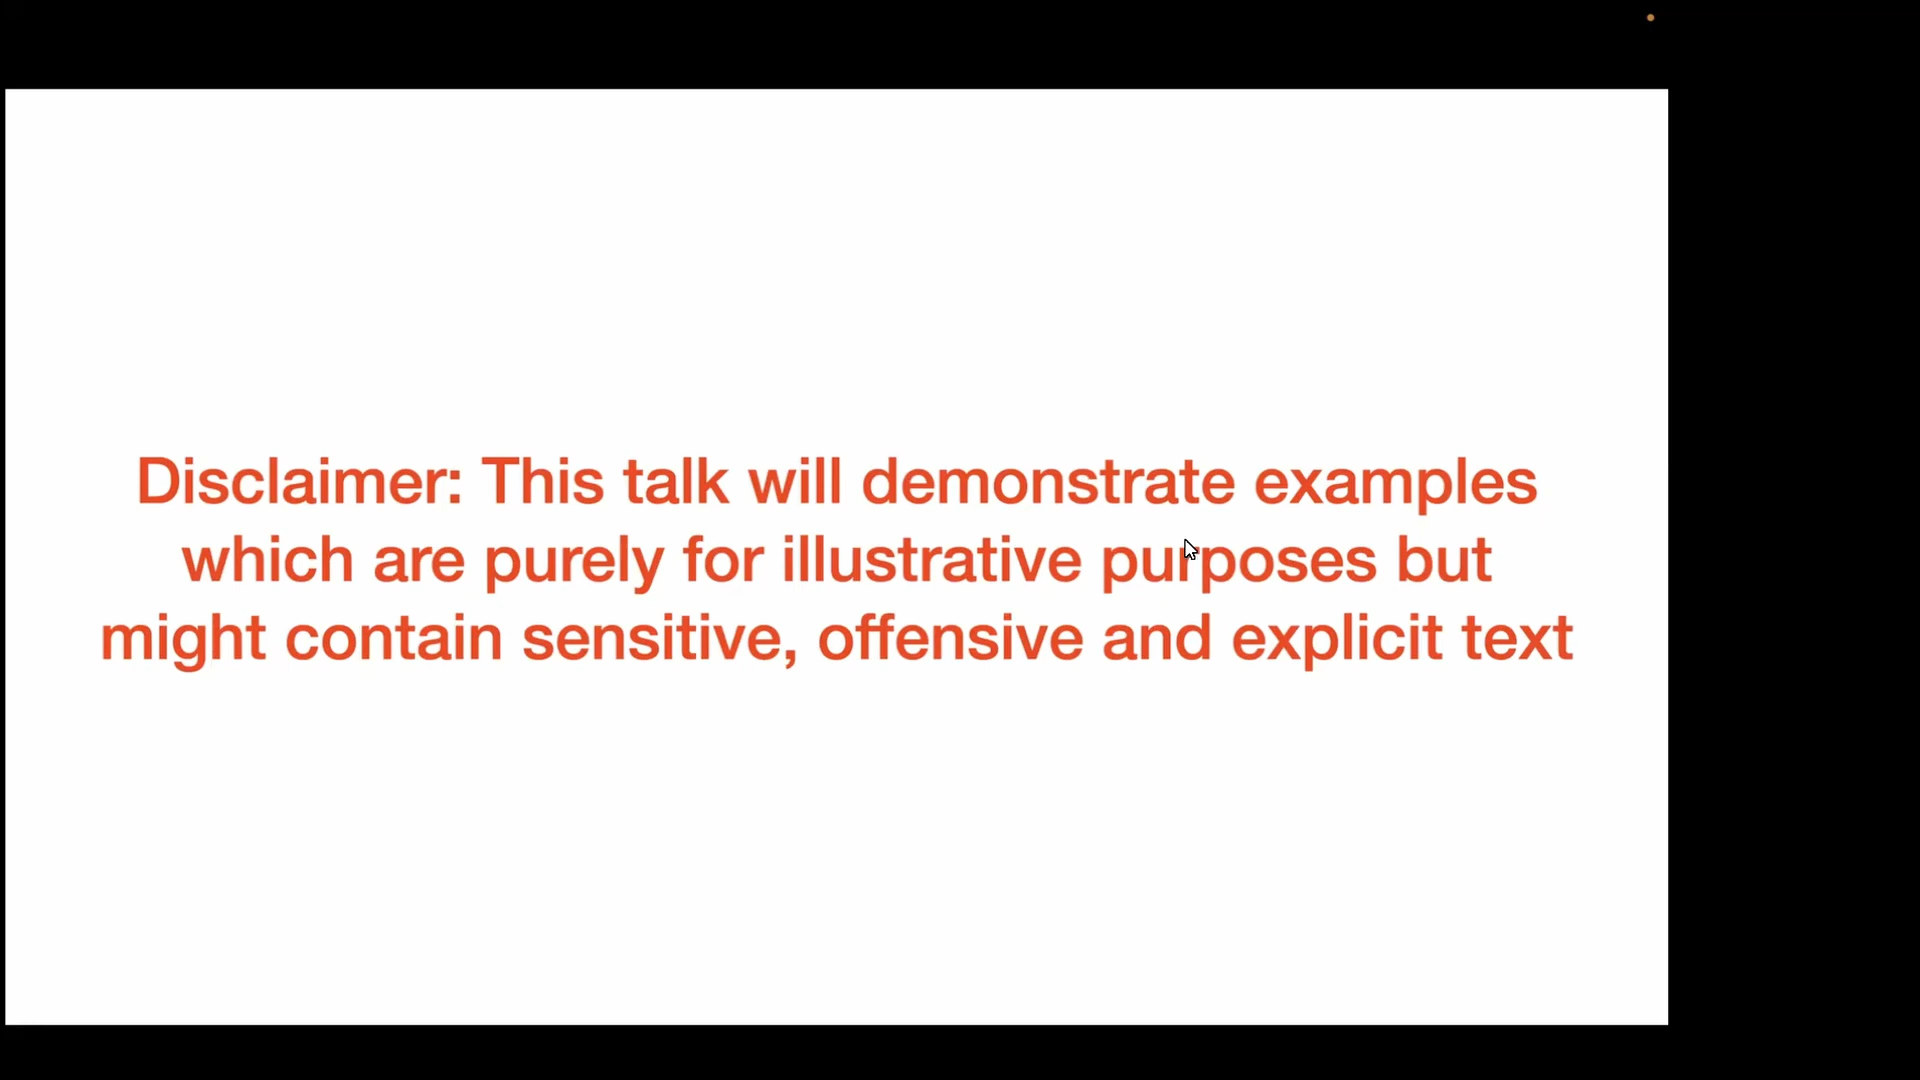 Disclaimer: This talk will demonstrate examples
which are purely for illustrative purposes but
might contain sensitive, offensive and explicit text